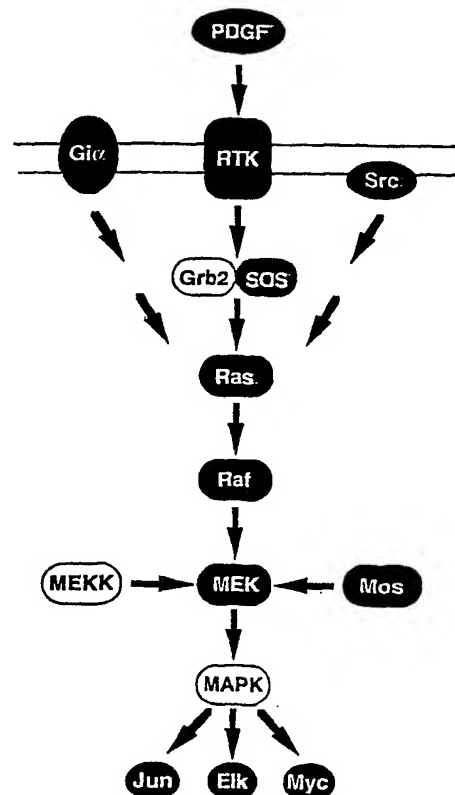 PDGF
Giα
RTK
Src
Grb2 SOS
Ras
Raf
MEKK MEK Mos
MAPK
Jun Elk Myc